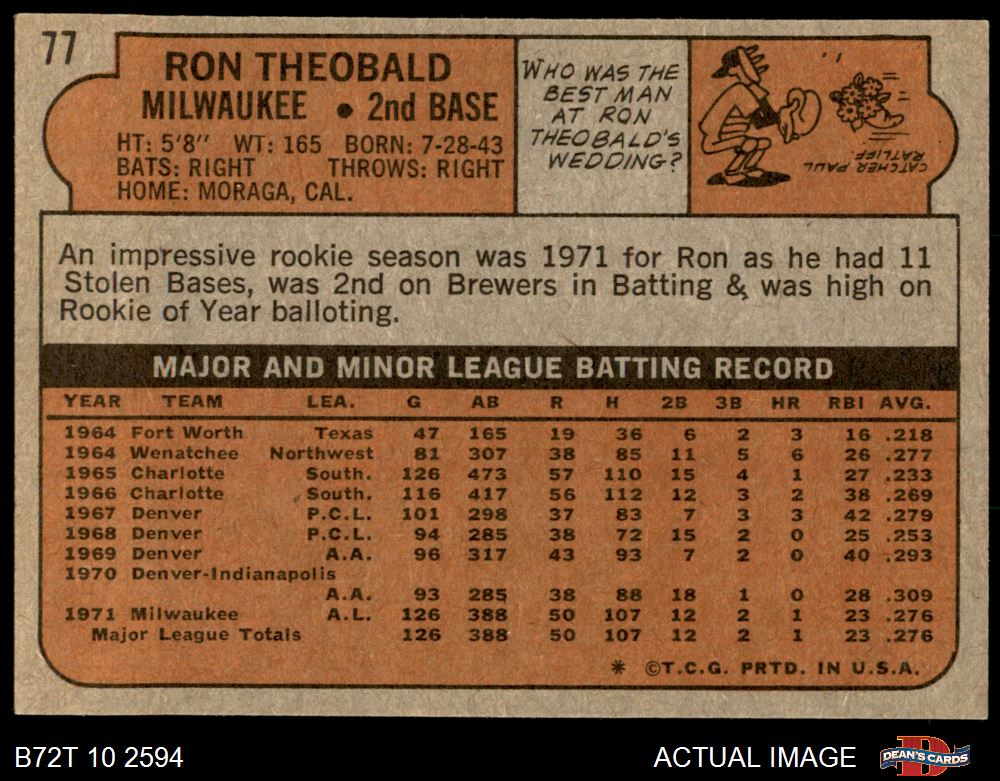 77
RON THEOBALD
MILWAUKEE • 2nd BASE
HT: 5'8" WT: 165 BORN: 7-28-43
BATS: RIGHT THROWS: RIGHT
HOME: MORAGA, CAL.
WHO WAS THE
BEST MAN
AT RON
THEOBALD'S
WEDDING?
CATCHER PAUL
RATLIFF.
An impressive rookie season was 1971 for Ron as he had 11
Stolen Bases, was 2nd on Brewers in Batting & was high on
Rookie of Year balloting.
MAJOR AND MINOR LEAGUE BATTING RECORD
YEAR TEAM LEA. G AB R H 2B 3B HR RBI AVG.
1964 Fort Worth Texas 47 165 19 36 6 2 3 16 .218
1964 Wenatchee Northwest 81 307 38 85 11 5 6 26 .277
1965 Charlotte South. 126 473 57 110 15 4 1 27 .233
1966 Charlotte South. 116 417 56 112 12 3 2 38 .269
1967 Denver P.C.L. 101 298 37 83 7 3 3 42 .279
1968 Denver P.C.L. 94 285 38 72 15 2 0 25 .253
1969 Denver A.A. 96 317 43 93 7 2 0 40 .293
1970 Denver-Indianapolis
A.A. 93 285 38 88 18 1 0 28 .309
1971 Milwaukee A.L. 126 388 50 107 12 2 1 23 .276
Major League Totals 126 388 50 107 12 2 1 23 .276
* ©T.C.G. PRTD. IN U.S.A.
B72T 10 2594 ACTUAL IMAGE DEAN'S CARDS